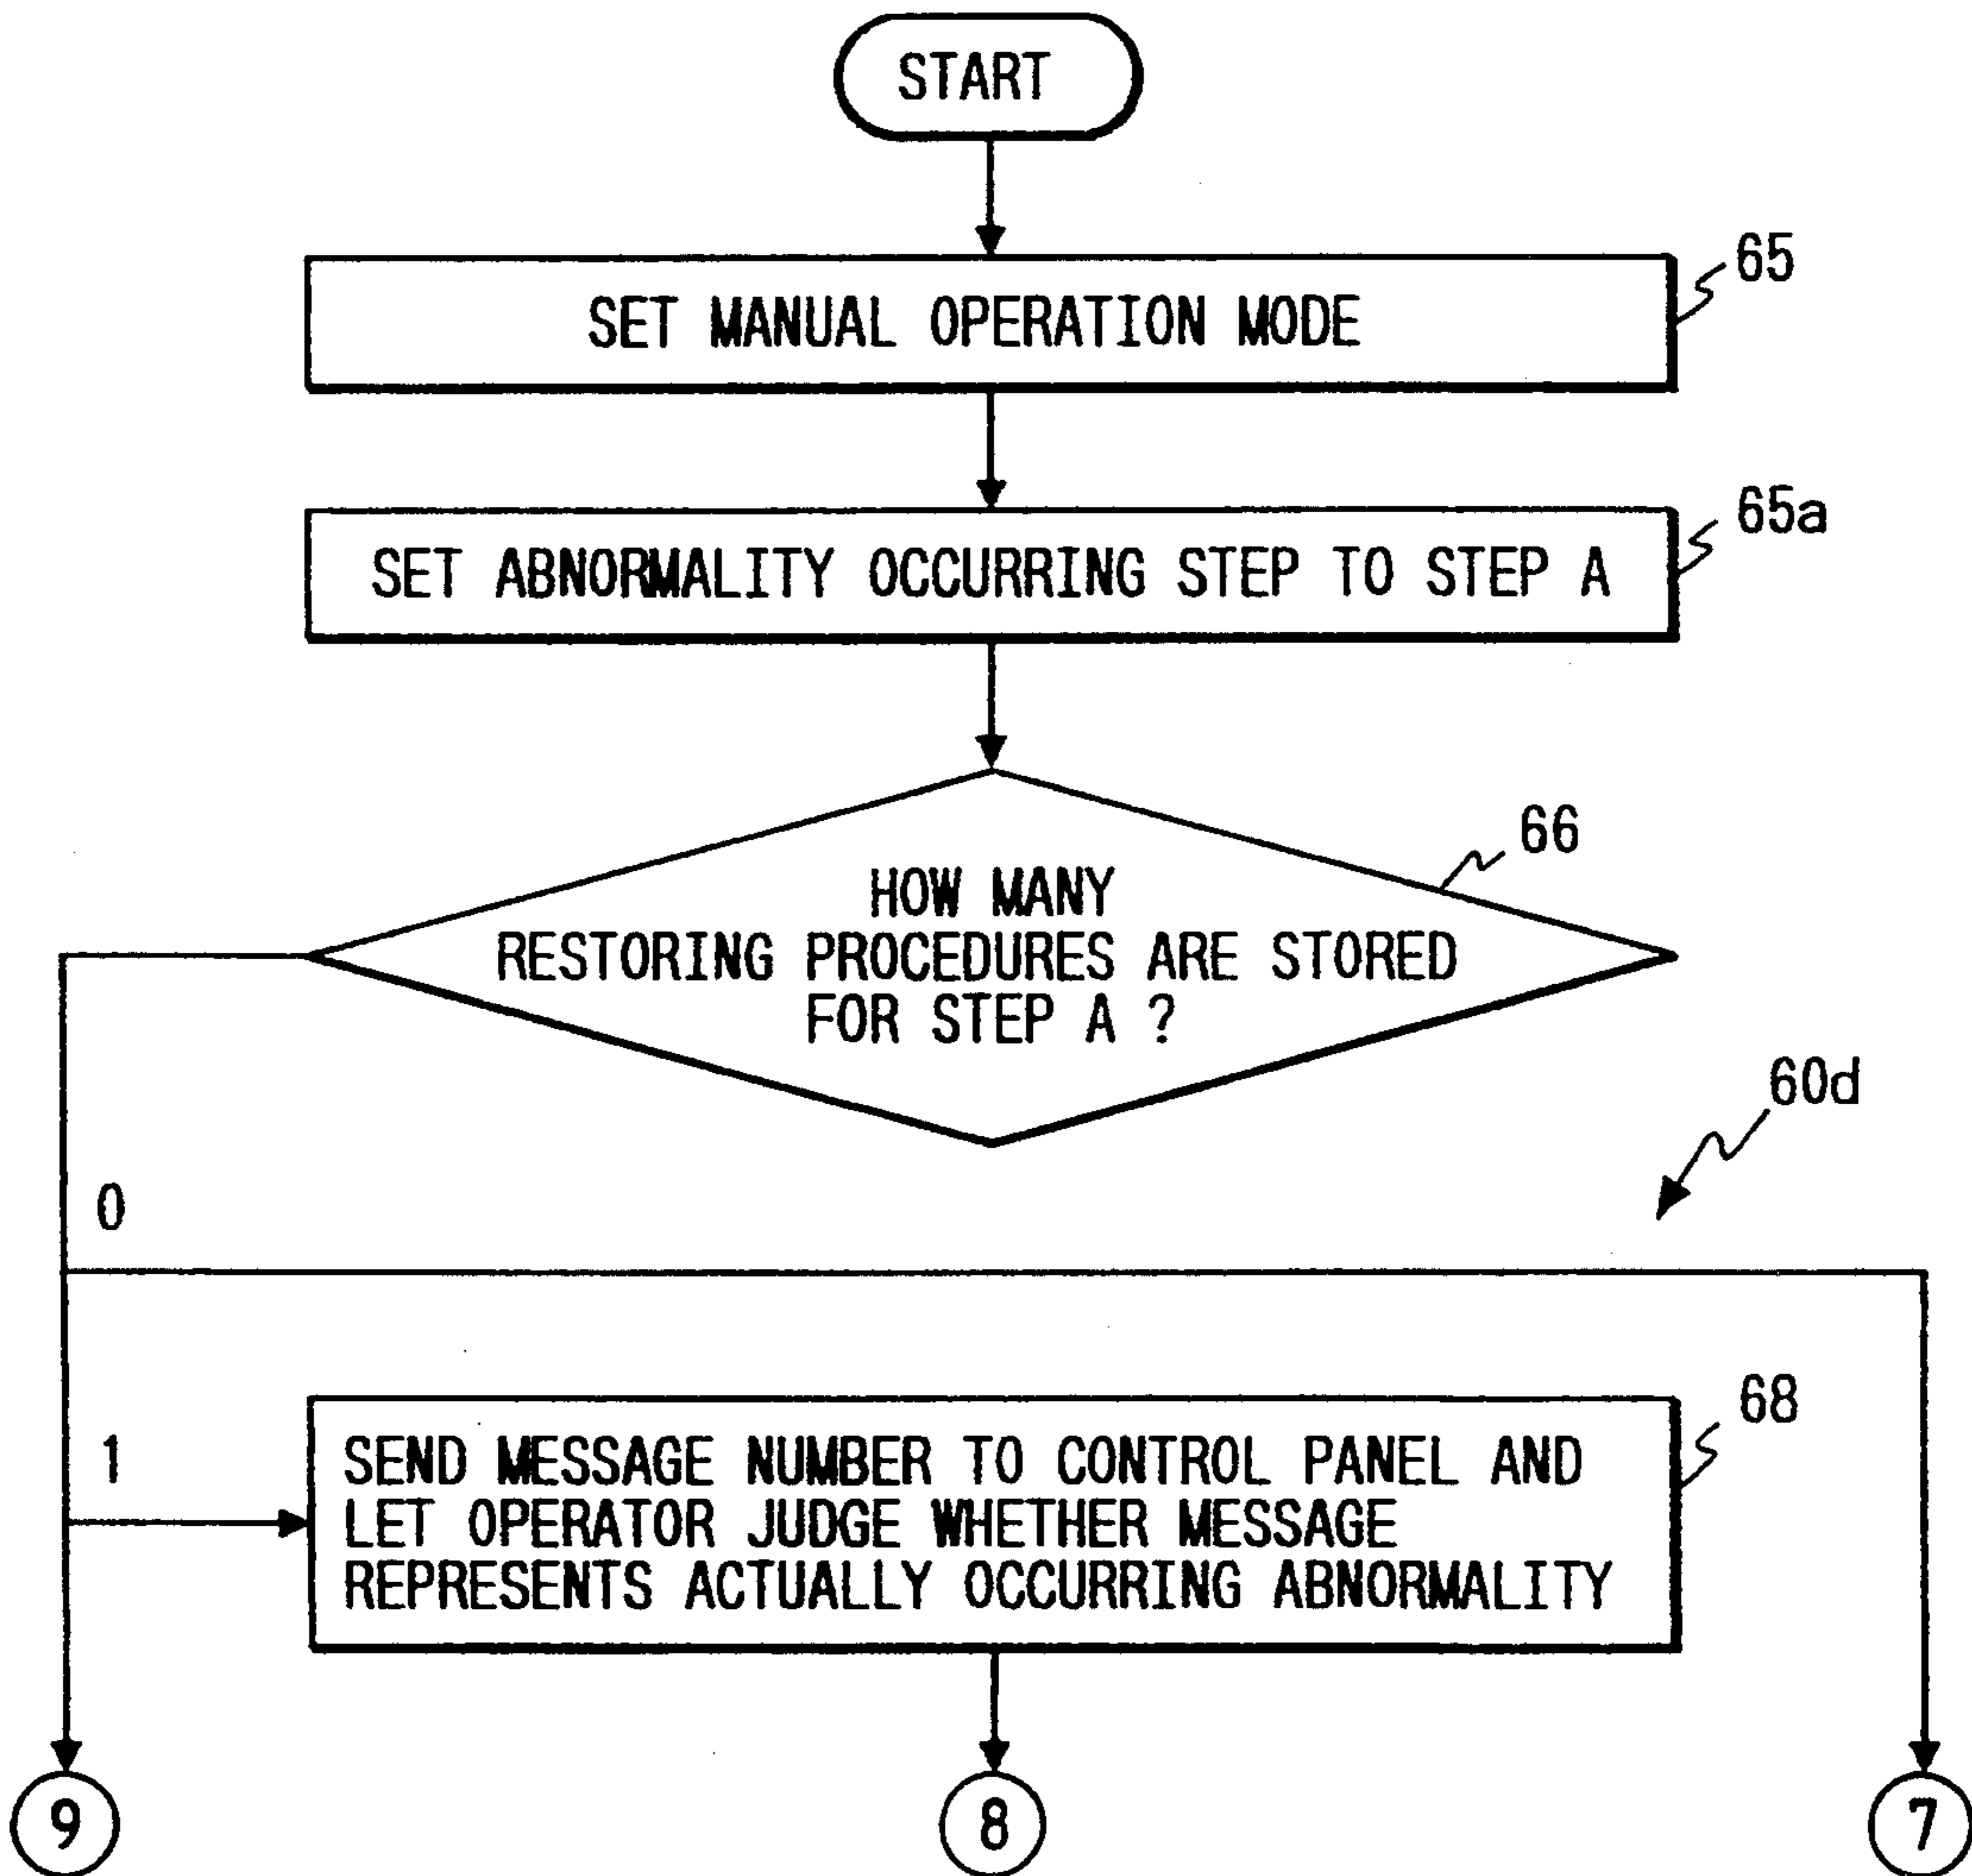 START
65
SET MANUAL OPERATION MODE
65a
SET ABNORMALITY OCCURRING STEP TO STEP A
66
HOW MANY
RESTORING PROCEDURES ARE STORED
FOR STEP A ?
60d
0
68
1
SEND MESSAGE NUMBER TO CONTROL PANEL AND
LET OPERATOR JUDGE WHETHER MESSAGE
REPRESENTS ACTUALLY OCCURRING ABNORMALITY
9
8
7